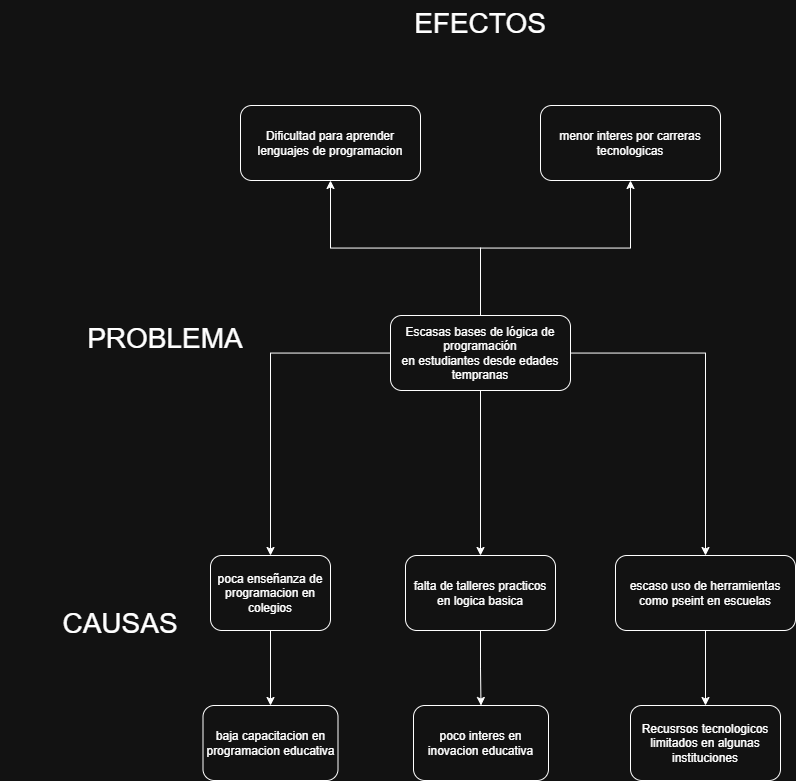 EFECTOS
Dificultad para aprender
lenguajes de programacion
menor interes por carreras
tecnologicas
PROBLEMA
Escasas bases de lógica de
programación
en estudiantes desde edades
tempranas
CAUSAS
poca enseñanza de
programacion en
colegios
falta de talleres practicos
en logica basica
escaso uso de herramientas
como pseint en escuelas
baja capacitacion en
programacion educativa
poco interes en
inovacion educativa
Recusrsos tecnologicos
limitados en algunas
instituciones